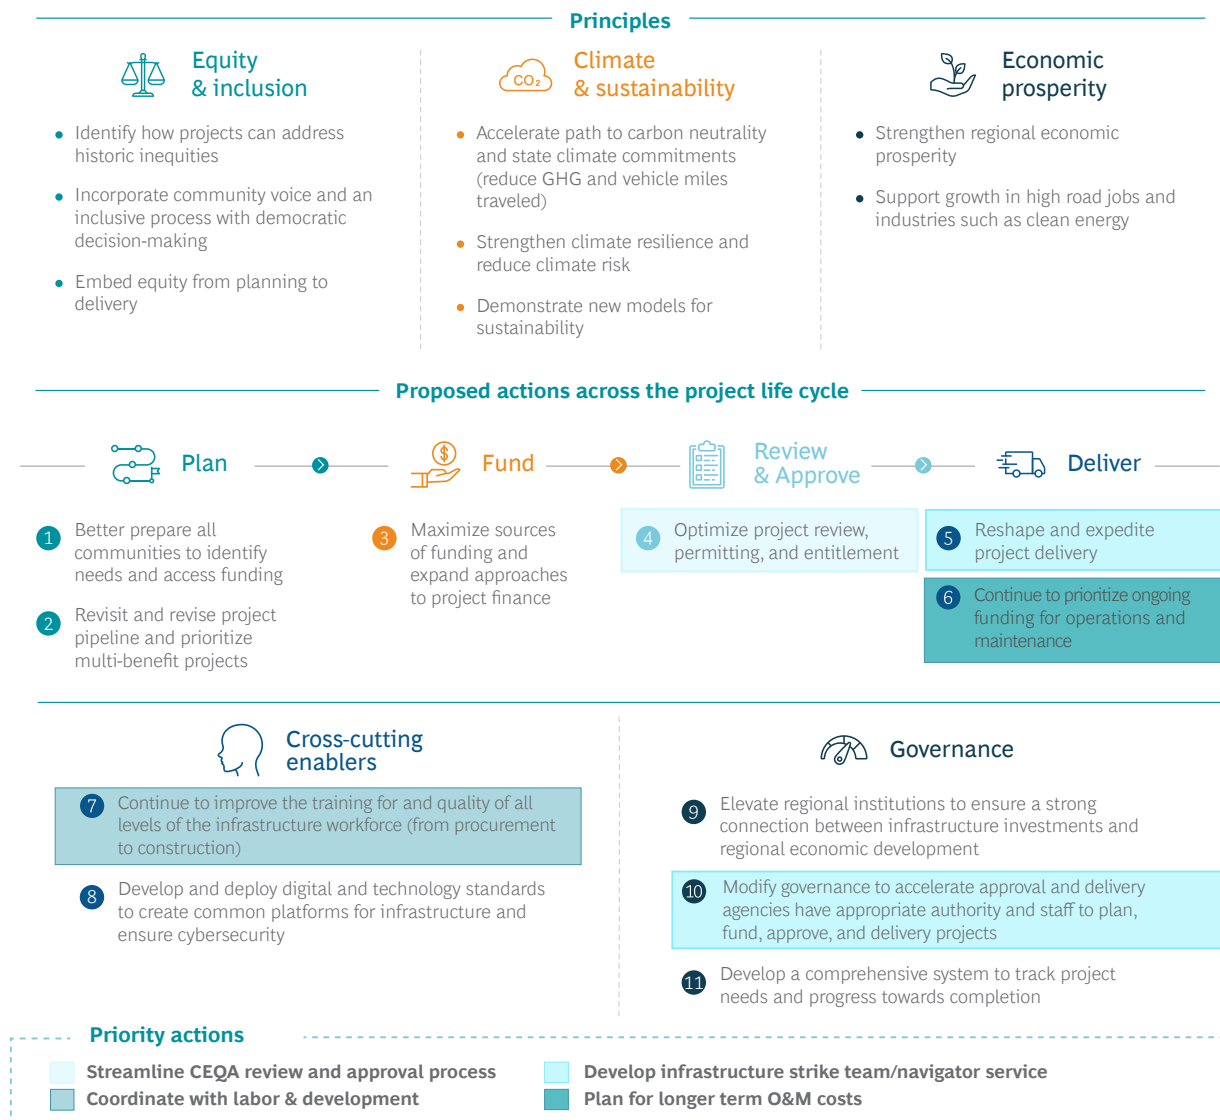 Principles
Equity
& inclusion
Identify how projects can address
historic inequities
Incorporate community voice and an
inclusive process with democratic
decision-making
Embed equity from planning to
delivery
CO₂
Climate
& sustainability
Accelerate path to carbon neutrality
and state climate commitments
(reduce GHG and vehicle miles
traveled)
Strengthen climate resilience and
reduce climate risk
Demonstrate new models for
sustainability
Economic
prosperity
Strengthen regional economic
prosperity
Support growth in high road jobs and
industries such as clean energy
Proposed actions across the project life cycle
Plan
1 Better prepare all
communities to identify
needs and access funding
2 Revisit and revise project
pipeline and prioritize
multi-benefit projects
$
Fund
3 Maximize sources
of funding and
expand approaches
to project finance
Review
& Approve
4 Optimize project review,
permitting, and entitlement
Deliver
5 Reshape and expedite
project delivery
6 Continue to prioritize ongoing
funding for operations and
maintenance
Cross-cutting
enablers
7 Continue to improve the training for and quality of all
levels of the infrastructure workforce (from procurement
to construction)
8 Develop and deploy digital and technology standards
to create common platforms for infrastructure and
ensure cybersecurity
Governance
9 Elevate regional institutions to ensure a strong
connection between infrastructure investments and
regional economic development
10 Modify governance to accelerate approval and delivery
agencies have appropriate authority and staff to plan,
fund, approve, and delivery projects
11 Develop a comprehensive system to track project
needs and progress towards completion
Priority actions
Streamline CEQA review and approval process
Coordinate with labor & development
Develop infrastructure strike team/navigator service
Plan for longer term O&M costs